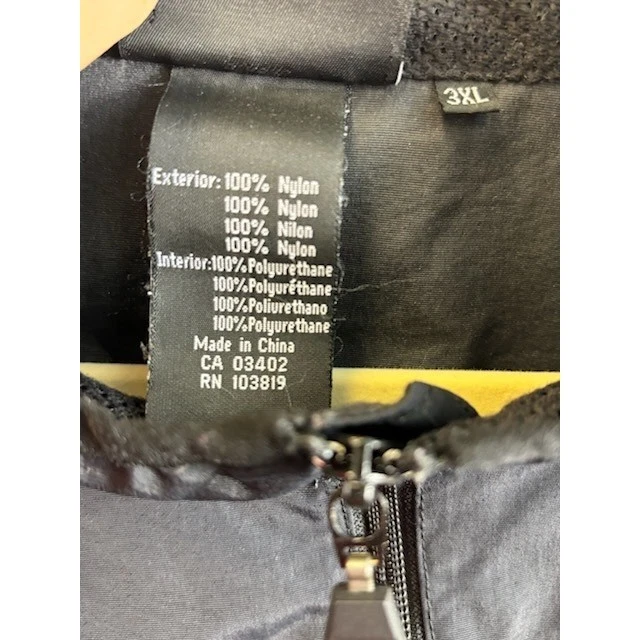 3XL
Exterior: 100% Nylon
100% Nylon
100% Nilon
100% Nylon
Interior: 100% Polyurethane
100% Polyuréthane
100% Poliuretano
100% Polyurethane
Made in China
CA 03402
RN 103819